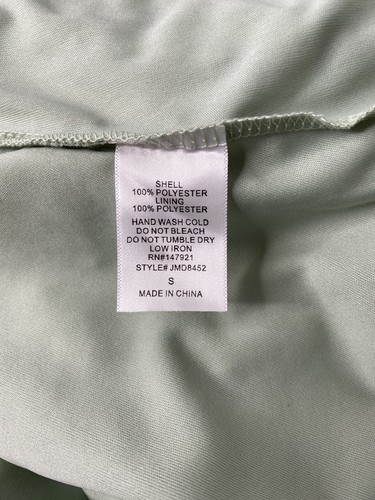 SHELL
100% POLYESTER
LINING
100% POLYESTER
HAND WASH COLD
DO NOT BLEACH
DO NOT TUMBLE DRY
LOW IRON
RN#147921
STYLE# JMD8452
S
MADE IN CHINA